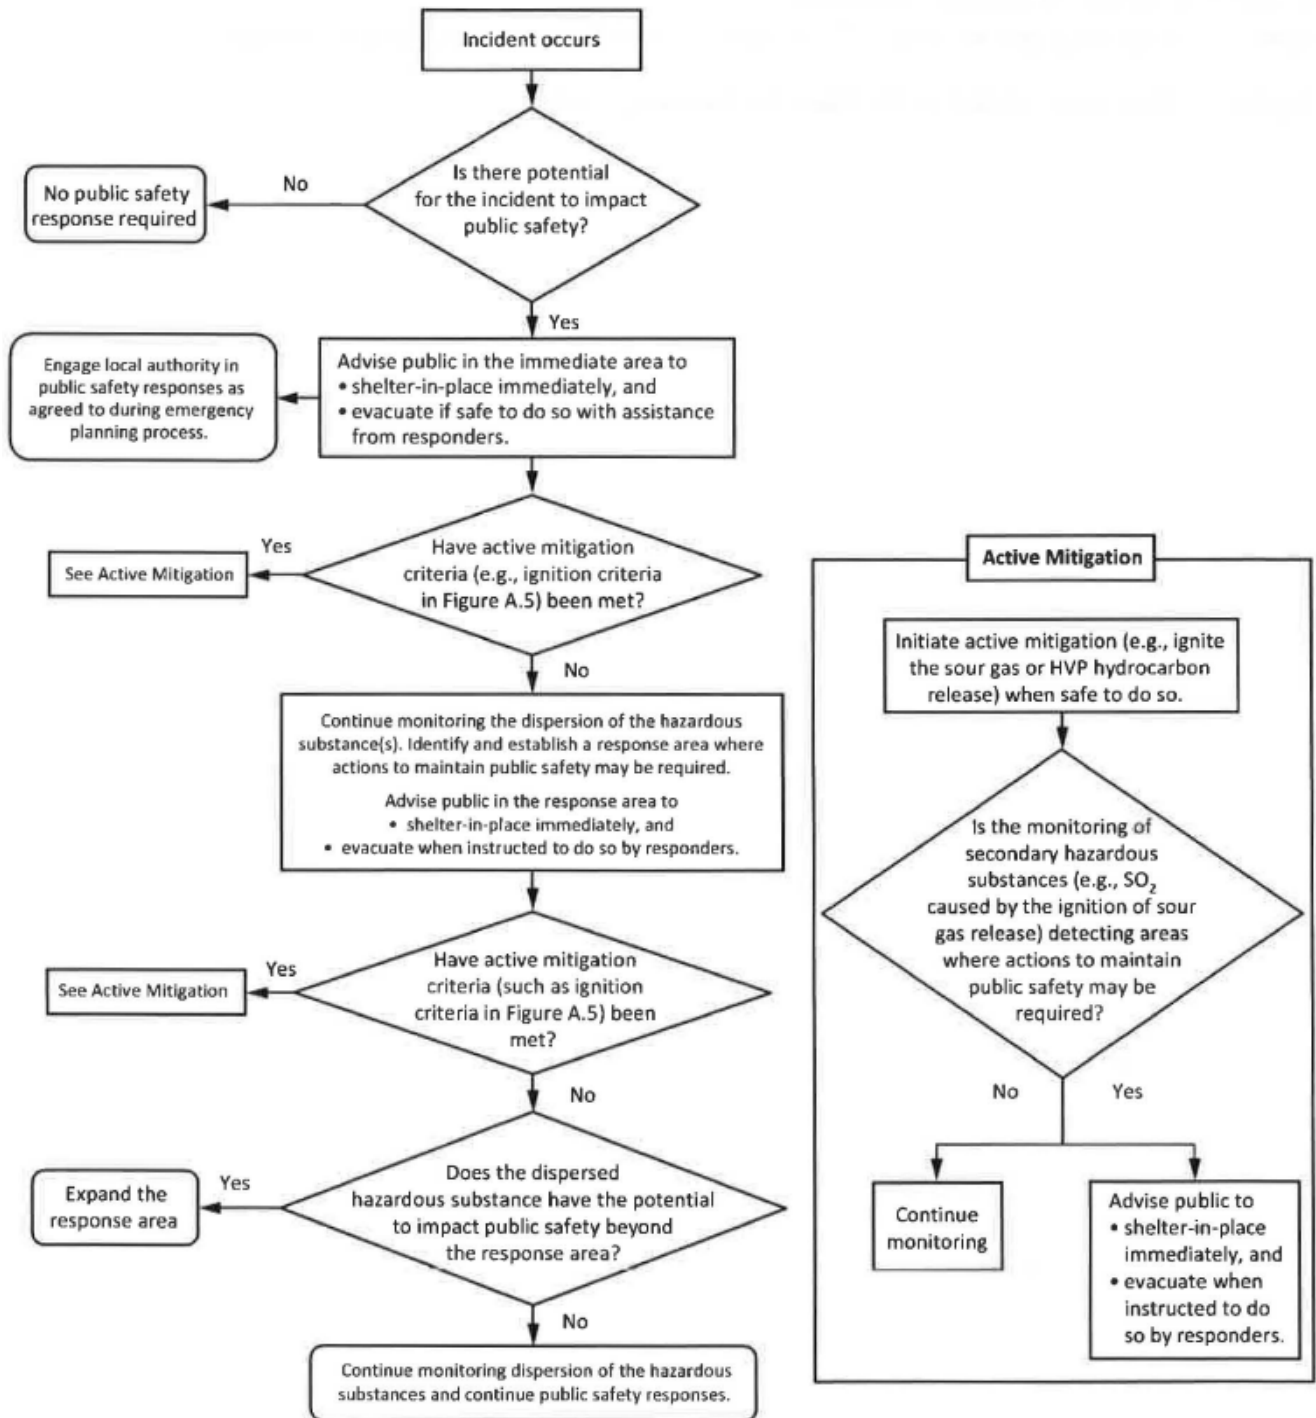 Incident occurs
Is there potential
for the incident to impact
public safety?
No
No public safety
response required
Yes
Advise public in the immediate area to
• shelter-in-place immediately, and
• evacuate if safe to do so with assistance
from responders.
Engage local authority in
public safety responses as
agreed to during emergency
planning process.
Have active mitigation
criteria (e.g., ignition criteria
in Figure A.5) been met?
Yes
See Active Mitigation
No
Continue monitoring the dispersion of the hazardous
substance(s). Identify and establish a response area where
actions to maintain public safety may be required.
Advise public in the response area to
• shelter-in-place immediately, and
• evacuate when instructed to do so by responders.
Have active mitigation
criteria (such as ignition
criteria in Figure A.5) been
met?
Yes
See Active Mitigation
No
Does the dispersed
hazardous substance have the potential
to impact public safety beyond
the response area?
Yes
Expand the
response area
No
Continue monitoring dispersion of the hazardous
substances and continue public safety responses.
Active Mitigation
Initiate active mitigation (e.g., ignite
the sour gas or HVP hydrocarbon
release) when safe to do so.
Is the monitoring of
secondary hazardous
substances (e.g., SO₂
caused by the ignition of sour
gas release) detecting areas
where actions to maintain
public safety may be
required?
No
Yes
Continue
monitoring
Advise public to
• shelter-in-place
immediately, and
• evacuate when
instructed to do
so by responders.